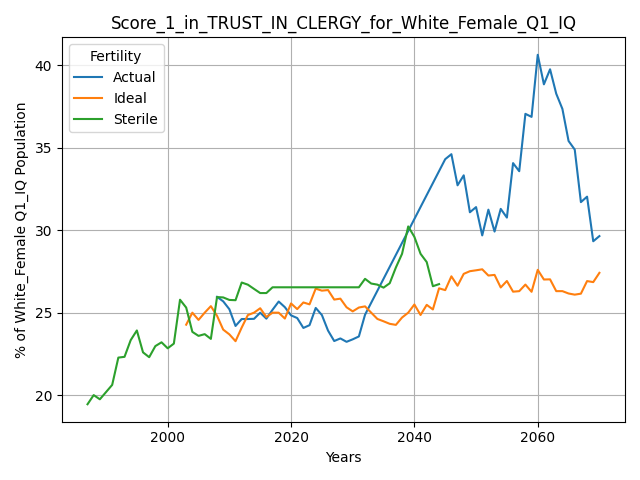 Score_1_in_TRUST_IN_CLERGY_for_White_Female_Q1_IQ
Fertility
Actual
Ideal
Sterile
% of White_Female Q1_IQ Population
40
35
30
25
20
2000
2020
2040
2060
Years